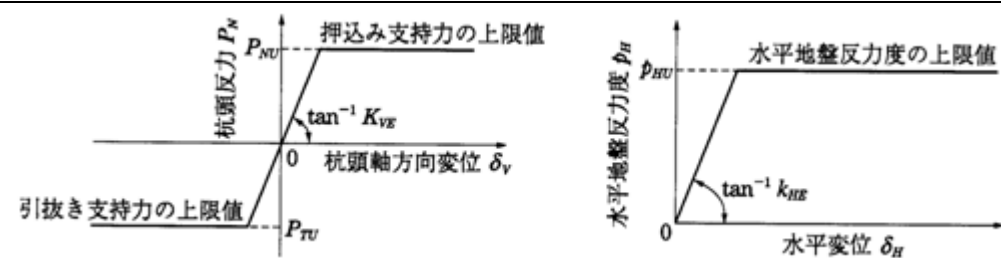 杭頭反力 P_N
P_NU
押込み支持力の上限値
tan⁻¹ K_VE
0
杭頭軸方向変位 δ_V
引抜き支持力の上限値
P_TU
水平地盤反力度 p_H
p_HU
水平地盤反力度の上限値
tan⁻¹ k_HE
0
水平変位 δ_H